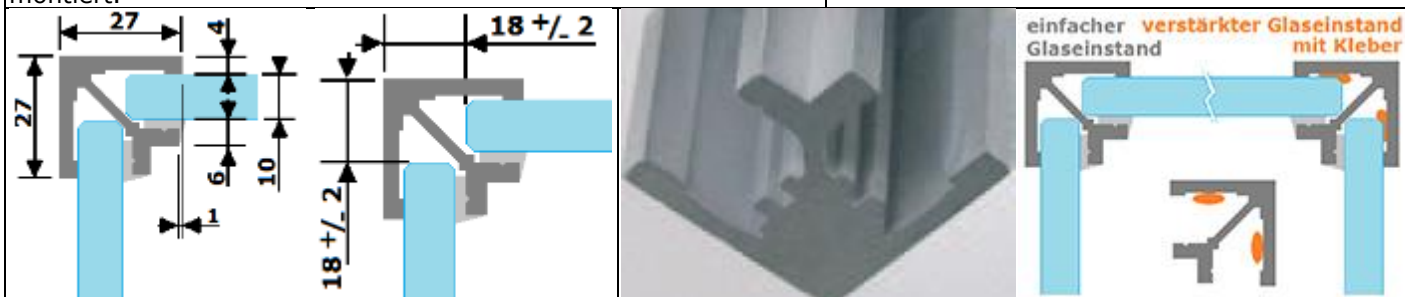 montiert.
27
4
27
6
10
1
18 +/_ 2
18 +/_ 2
einfacher
Glaseinstand
verstärkter Glaseinstand
mit Kleber